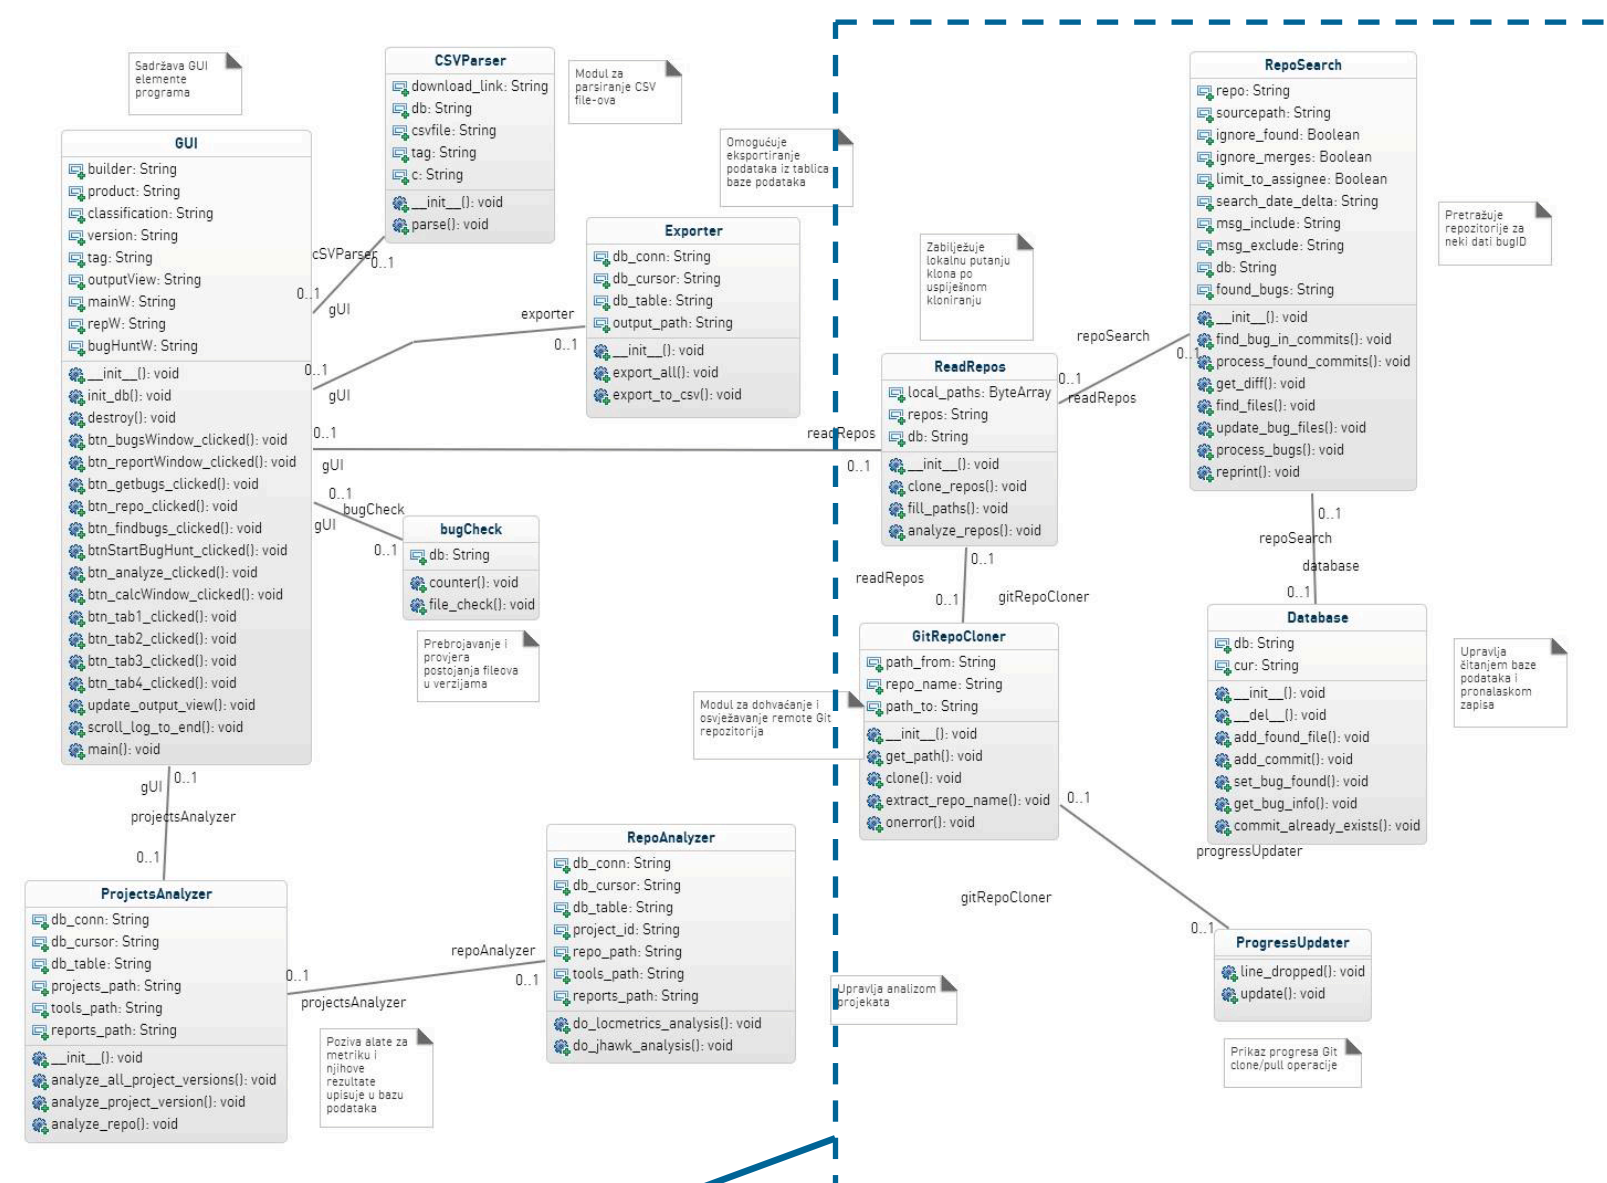 Sadržava GUI
elemente
programa
GUI
builder: String
product: String
classification: String
version: String
tag: String
outputView: String
mainW: String
repW: String
bugHuntW: String
__init__(): void
init_db(): void
destroy(): void
btn_bugsWindow_clicked(): void
btn_reportWindow_clicked(): void
btn_getbugs_clicked(): void
btn_repo_clicked(): void
btn_findbugs_clicked(): void
btnStartBugHunt_clicked(): void
btn_analyze_clicked(): void
btn_calcWindow_clicked(): void
btn_tab1_clicked(): void
btn_tab2_clicked(): void
btn_tab3_clicked(): void
btn_tab4_clicked(): void
update_output_view(): void
scroll_log_to_end(): void
main(): void
CSVParser
download_link: String
db: String
csvfile: String
tag: String
c: String
__init__(): void
parse(): void
Modul za
parsiranje CSV
file-ova
cSVParser
0..1
0..1
gUI
Omogućuje
eksportiranje
podataka iz tablica
baze podataka
Exporter
db_conn: String
db_cursor: String
db_table: String
output_path: String
__init__(): void
export_all(): void
export_to_csv(): void
exporter
0..1
0..1
gUI
0..1
gUI
readRepos
0..1
0..1
bugCheck
gUI
0..1
bugCheck
db: String
counter(): void
file_check(): void
Prebrojavanje i
provjera
postojanja fileova
u verzijama
0..1
gUI
projectsAnalyzer
0..1
ProjectsAnalyzer
db_conn: String
db_cursor: String
db_table: String
projects_path: String
tools_path: String
reports_path: String
__init__(): void
analyze_all_project_versions(): void
analyze_project_version(): void
analyze_repo(): void
0..1
projectsAnalyzer
repoAnalyzer
0..1
Poziva alate za
metriku i
njihove
rezultate
upisuje u bazu
podataka
RepoAnalyzer
db_conn: String
db_cursor: String
db_table: String
project_id: String
repo_path: String
tools_path: String
reports_path: String
do_locmetrics_analysis(): void
do_jhawk_analysis(): void
Upravlja analizom
projekata
Zabilježuje
lokalnu putanju
klona po
uspiješnom
kloniranju
ReadRepos
local_paths: ByteArray
repos: String
db: String
__init__(): void
clone_repos(): void
fill_paths(): void
analyze_repos(): void
repoSearch
0..1
0..1
readRepos
RepoSearch
repo: String
sourcepath: String
ignore_found: Boolean
ignore_merges: Boolean
limit_to_assignee: Boolean
search_date_delta: String
msg_include: String
msg_exclude: String
db: String
found_bugs: String
__init__(): void
find_bug_in_commits(): void
process_found_commits(): void
get_diff(): void
find_files(): void
update_bug_files(): void
process_bugs(): void
reprint(): void
Pretražuje
repozitorije za
neki dati bugID
0..1
readRepos
0..1
gitRepoCloner
GitRepoCloner
path_from: String
repo_name: String
path_to: String
__init__(): void
get_path(): void
clone(): void
extract_repo_name(): void
onerror(): void
Modul za dohvaćanje i
osvježavanje remote Git
repozitorija
0..1
repoSearch
database
0..1
Database
db: String
cur: String
__init__(): void
__del__(): void
add_found_file(): void
add_commit(): void
set_bug_found(): void
get_bug_info(): void
commit_already_exists(): void
Upravlja
čitanjem baze
podataka i
pronalaskom
zapisa
0..1
progressUpdater
gitRepoCloner
0..1
ProgressUpdater
line_dropped(): void
update(): void
Prikaz progresa Git
clone/pull operacije